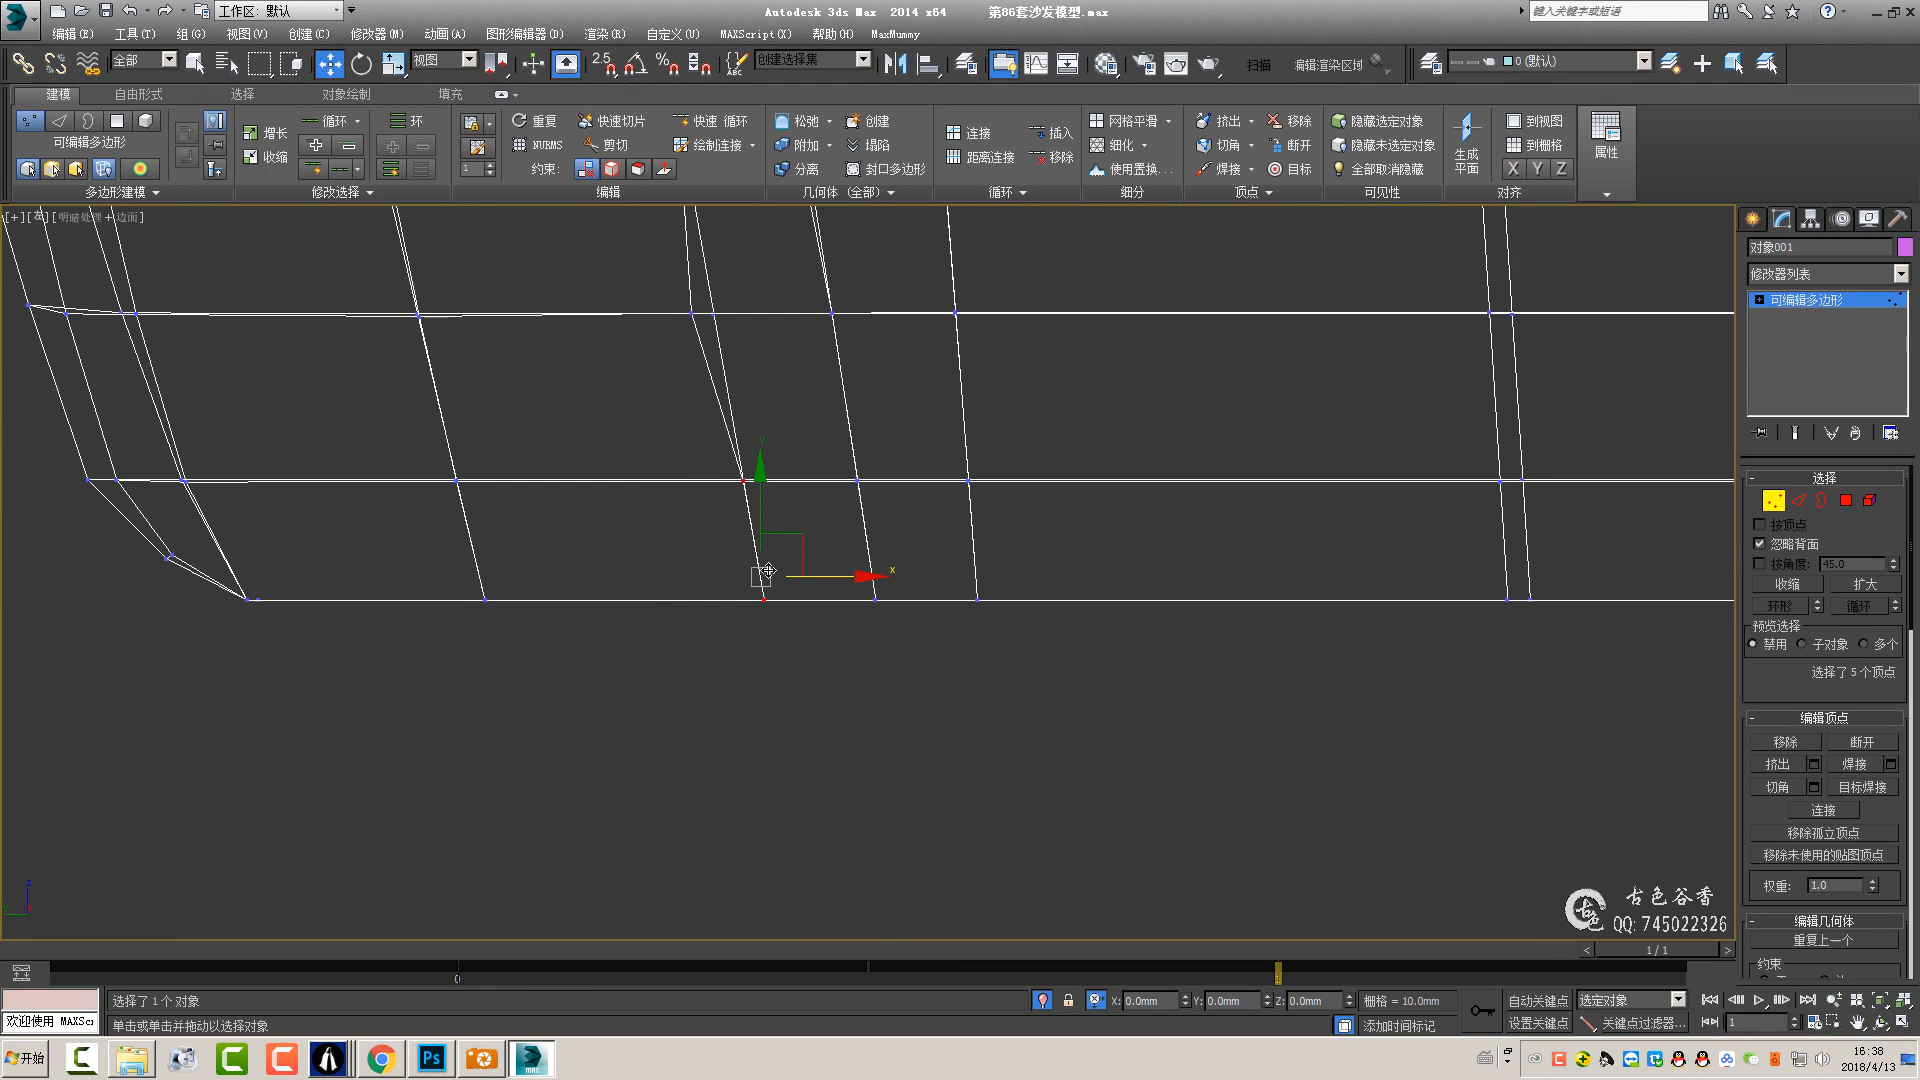 工作区: 默认
Autodesk 3ds Max 2014 x64 第86套沙发模型.max
键入关键字或短语
编辑(E) 工具(T) 组(G) 视图(V) 创建(C) 修改器(M) 动画(A) 图形编辑器(D) 渲染(R) 自定义(U) MAXScript(X) 帮助(H) MaxMummy
全部 视图 2.5 创建选择集 扫描 编辑渲染区域 0 (默认)
建模 自由形式 选择 对象绘制 填充
循环 环 重复 快速切片 快速 循环 松弛 创建 网格平滑 挤出 移除 隐藏选定对象 到视图
增长 连接 插入
可编辑多边形 NURMS 剪切 绘制连接 附加 塌陷 细化 切角 断开 隐藏未选定对象 生成平面 到栅格 属性
收缩 距离连接 移除
1 约束: 分离 封口多边形 使用置换... 焊接 目标 全部取消隐藏 X Y Z
多边形建模 修改选择 编辑 几何体 (全部) 循环 细分 顶点 可见性 对齐
[+][前][明暗处理+边面]
对象001
修改器列表
可编辑多边形
y
x
选择
按顶点
忽略背面
按角度: 45.0
收缩 扩大
环形 循环
预览选择
禁用 子对象 多个
选择了 5 个顶点
编辑顶点
移除 断开
挤出 焊接
切角 目标焊接
连接
移除孤立顶点
移除未使用的贴图顶点
权重: 1.0
编辑几何体
重复上一个
约束
z
古色谷香
QQ: 745022326
1 / 1
选择了 1 个 对象 X: 0.0mm Y: 0.0mm Z: 0.0mm 栅格 = 10.0mm 自动关键点 选定对象
欢迎使用 MAXScr 单击或单击并拖动以选择对象 添加时间标记 设置关键点 关键点过滤器... 1
开始
16:38
2018/4/13